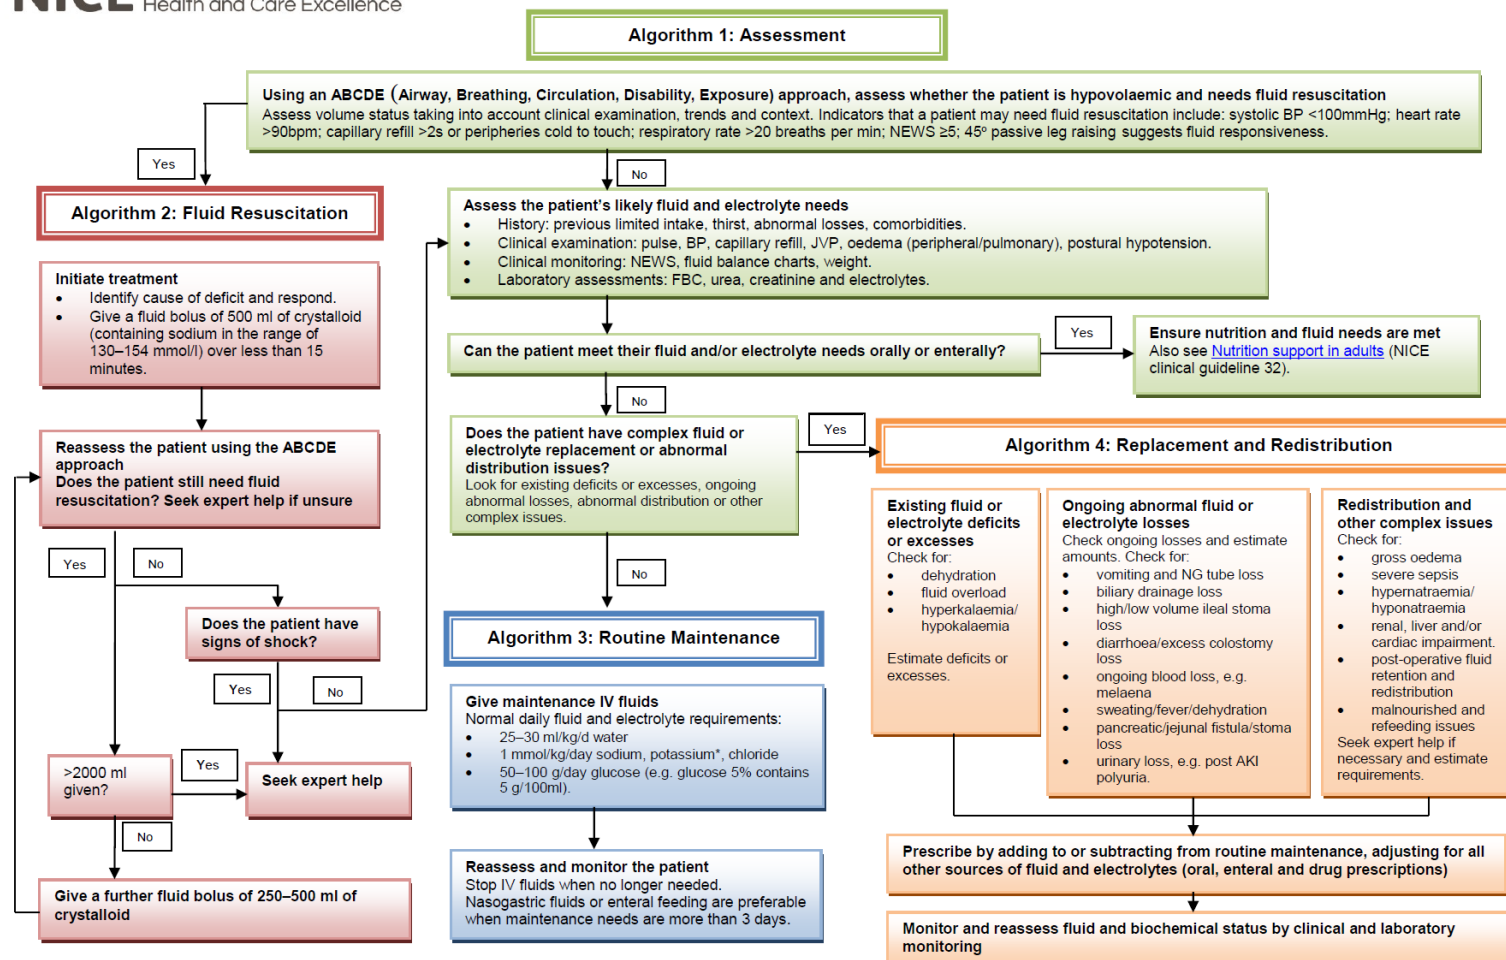 NICE Health and Care Excellence
Algorithm 1: Assessment
Using an ABCDE (Airway, Breathing, Circulation, Disability, Exposure) approach, assess whether the patient is hypovolaemic and needs fluid resuscitation
Assess volume status taking into account clinical examination, trends and context. Indicators that a patient may need fluid resuscitation include: systolic BP <100mmHg; heart rate
>90bpm; capillary refill >2s or peripheries cold to touch; respiratory rate >20 breaths per min; NEWS ≥5; 45º passive leg raising suggests fluid responsiveness.
Yes
No
Algorithm 2: Fluid Resuscitation
Initiate treatment
• Identify cause of deficit and respond.
• Give a fluid bolus of 500 ml of crystalloid
(containing sodium in the range of
130–154 mmol/l) over less than 15
minutes.
Reassess the patient using the ABCDE
approach
Does the patient still need fluid
resuscitation? Seek expert help if unsure
Yes
No
Does the patient have
signs of shock?
Yes
No
>2000 ml
given?
Yes
Seek expert help
No
Give a further fluid bolus of 250–500 ml of
crystalloid
Assess the patient's likely fluid and electrolyte needs
• History: previous limited intake, thirst, abnormal losses, comorbidities.
• Clinical examination: pulse, BP, capillary refill, JVP, oedema (peripheral/pulmonary), postural hypotension.
• Clinical monitoring: NEWS, fluid balance charts, weight.
• Laboratory assessments: FBC, urea, creatinine and electrolytes.
Can the patient meet their fluid and/or electrolyte needs orally or enterally?
Yes
Ensure nutrition and fluid needs are met
Also see Nutrition support in adults (NICE
clinical guideline 32).
No
Does the patient have complex fluid or
electrolyte replacement or abnormal
distribution issues?
Look for existing deficits or excesses, ongoing
abnormal losses, abnormal distribution or other
complex issues.
Yes
No
Algorithm 3: Routine Maintenance
Give maintenance IV fluids
Normal daily fluid and electrolyte requirements:
• 25–30 ml/kg/d water
• 1 mmol/kg/day sodium, potassium*, chloride
• 50–100 g/day glucose (e.g. glucose 5% contains
5 g/100ml).
Reassess and monitor the patient
Stop IV fluids when no longer needed.
Nasogastric fluids or enteral feeding are preferable
when maintenance needs are more than 3 days.
Algorithm 4: Replacement and Redistribution
Existing fluid or
electrolyte deficits
or excesses
Check for:
• dehydration
• fluid overload
• hyperkalaemia/
hypokalaemia
Estimate deficits or
excesses.
Ongoing abnormal fluid or
electrolyte losses
Check ongoing losses and estimate
amounts. Check for:
• vomiting and NG tube loss
• biliary drainage loss
• high/low volume ileal stoma
loss
• diarrhoea/excess colostomy
loss
• ongoing blood loss, e.g.
melaena
• sweating/fever/dehydration
• pancreatic/jejunal fistula/stoma
loss
• urinary loss, e.g. post AKI
polyuria.
Redistribution and
other complex issues
Check for:
• gross oedema
• severe sepsis
• hypernatraemia/
hyponatraemia
• renal, liver and/or
cardiac impairment.
• post-operative fluid
retention and
redistribution
• malnourished and
refeeding issues
Seek expert help if
necessary and estimate
requirements.
Prescribe by adding to or subtracting from routine maintenance, adjusting for all
other sources of fluid and electrolytes (oral, enteral and drug prescriptions)
Monitor and reassess fluid and biochemical status by clinical and laboratory
monitoring